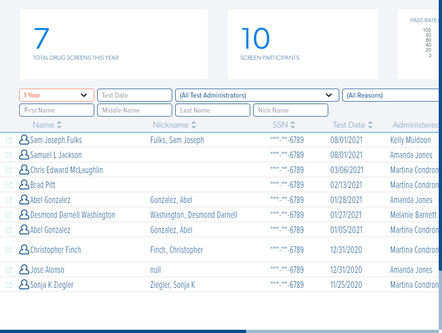 7
TOTAL DRUG SCREENS THIS YEAR
10
SCREEN PARTICIPANTS
PASS RATE
100
80
60
40
20
0
1 Year Test Date (All Test Administrators) (All Reasons)
First Name Middle Name Last Name Nick Name
Name Nickname SSN Test Date Administered
Sam Joseph Fulks Fulks, Sam Joseph ***-**-6789 08/01/2021 Kelly Muldoon
Samuel L Jackson ***-**-6789 08/01/2021 Amanda Jones
Chris Edward McLaughlin ***-**-6789 03/06/2021 Martina Condron
Brad Pitt ***-**-6789 02/13/2021 Martina Condron
Abel Gonzalez Gonzalez, Abel ***-**-6789 01/28/2021 Amanda Jones
Desmond Darnell Washington Washington, Desmond Darnell ***-**-6789 01/27/2021 Melanie Barnett
Abel Gonzalez Gonzalez, Abel ***-**-6789 01/05/2021 Martina Condron
Christopher Finch Finch, Christopher ***-**-6789 12/31/2020 Martina Condron
Jose Alonso null ***-**-6789 12/31/2020 Amanda Jones
Sonja K Ziegler Ziegler, Sonja K ***-**-6789 11/25/2020 Martina Condron